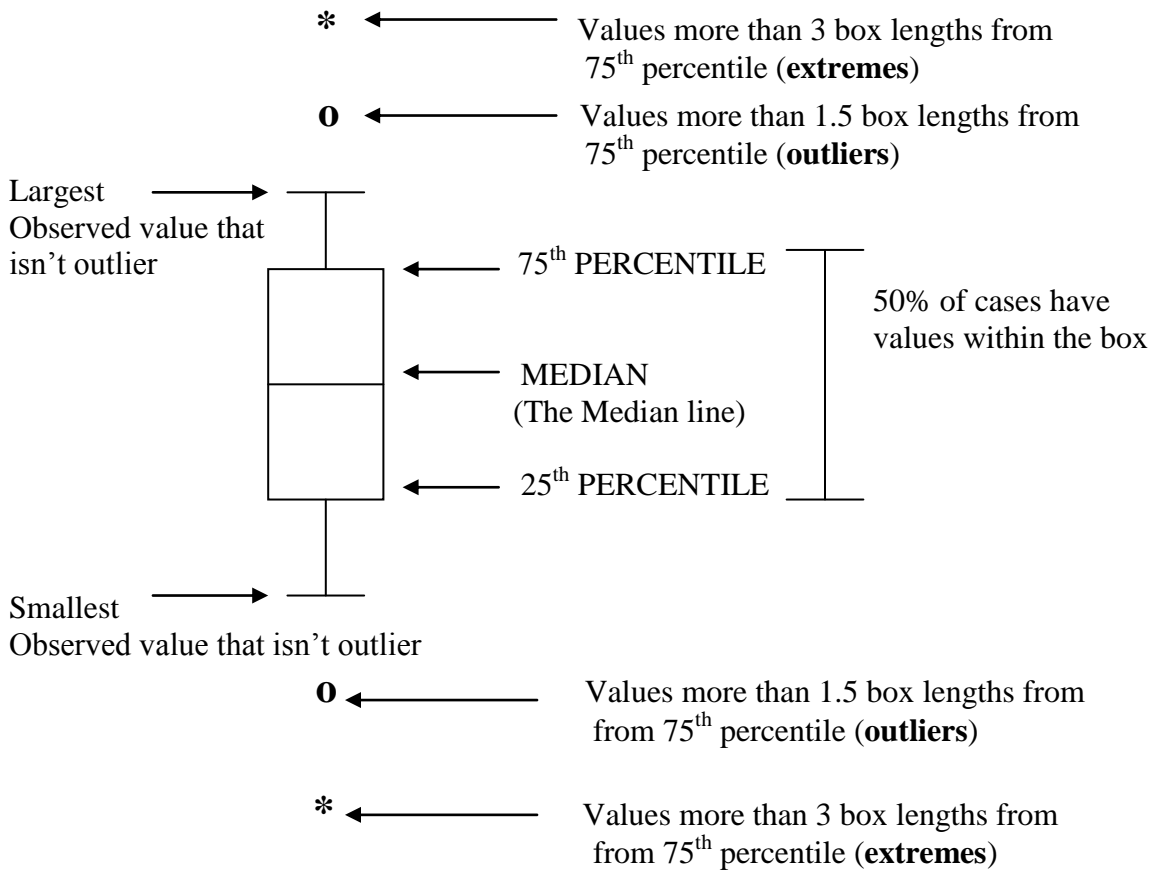 *
Values more than 3 box lengths from
75th percentile (extremes)
o
Values more than 1.5 box lengths from
75th percentile (outliers)
Largest
Observed value that
isn’t outlier
75th PERCENTILE
50% of cases have
values within the box
MEDIAN
(The Median line)
25th PERCENTILE
Smallest
Observed value that isn’t outlier
o
Values more than 1.5 box lengths from
from 75th percentile (outliers)
*
Values more than 3 box lengths from
from 75th percentile (extremes)